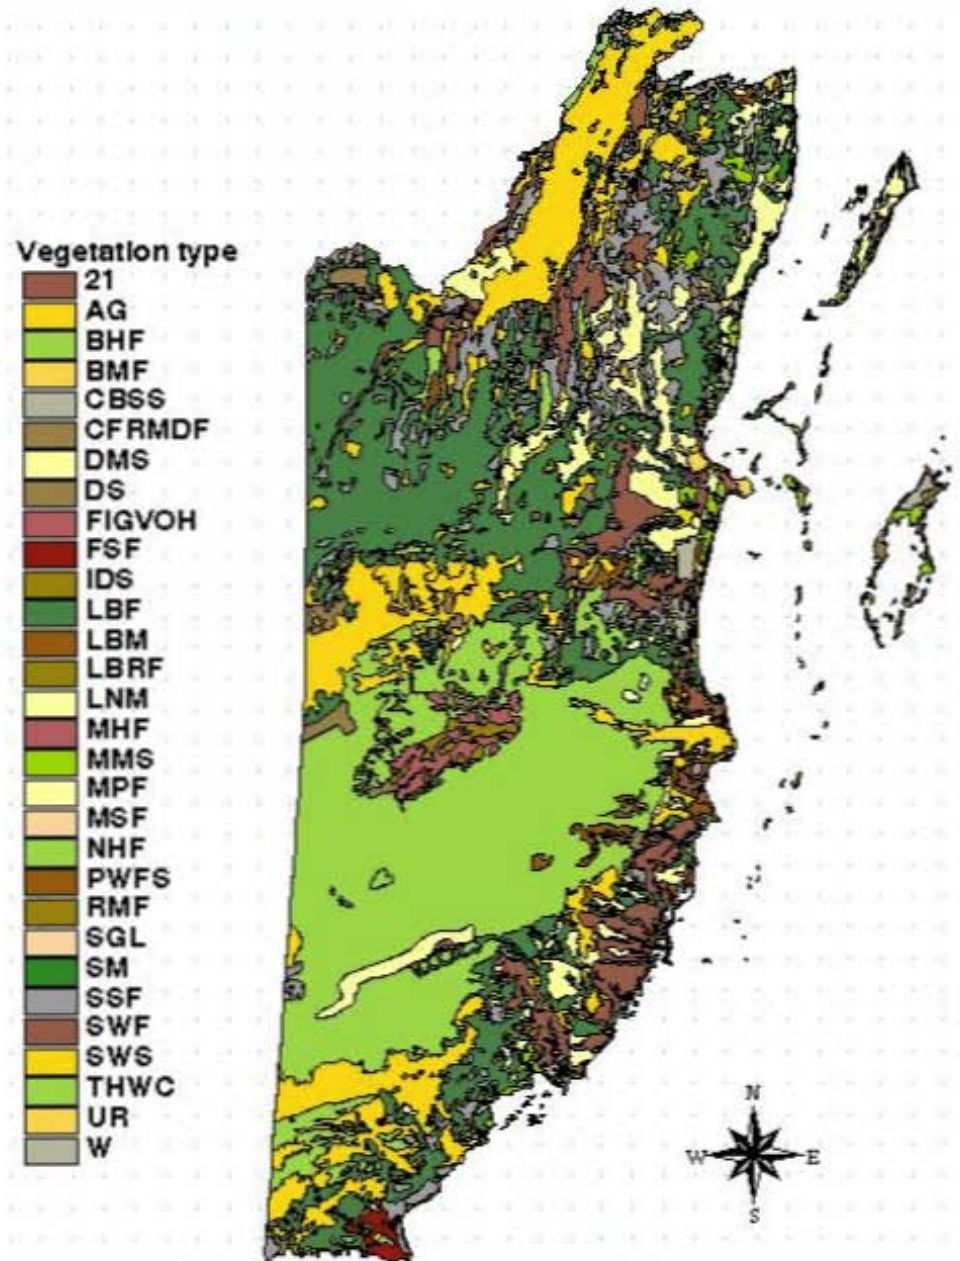 Vegetation type
21
AG
BHF
BMF
CBSS
CFRMDF
DMS
DS
FIGVOH
FSF
IDS
LBF
LBM
LBRF
LNM
MHF
MMS
MPF
MSF
NHF
PWFS
RMF
SGL
SM
SSF
SWF
SWS
THWC
UR
W
N
W E
S